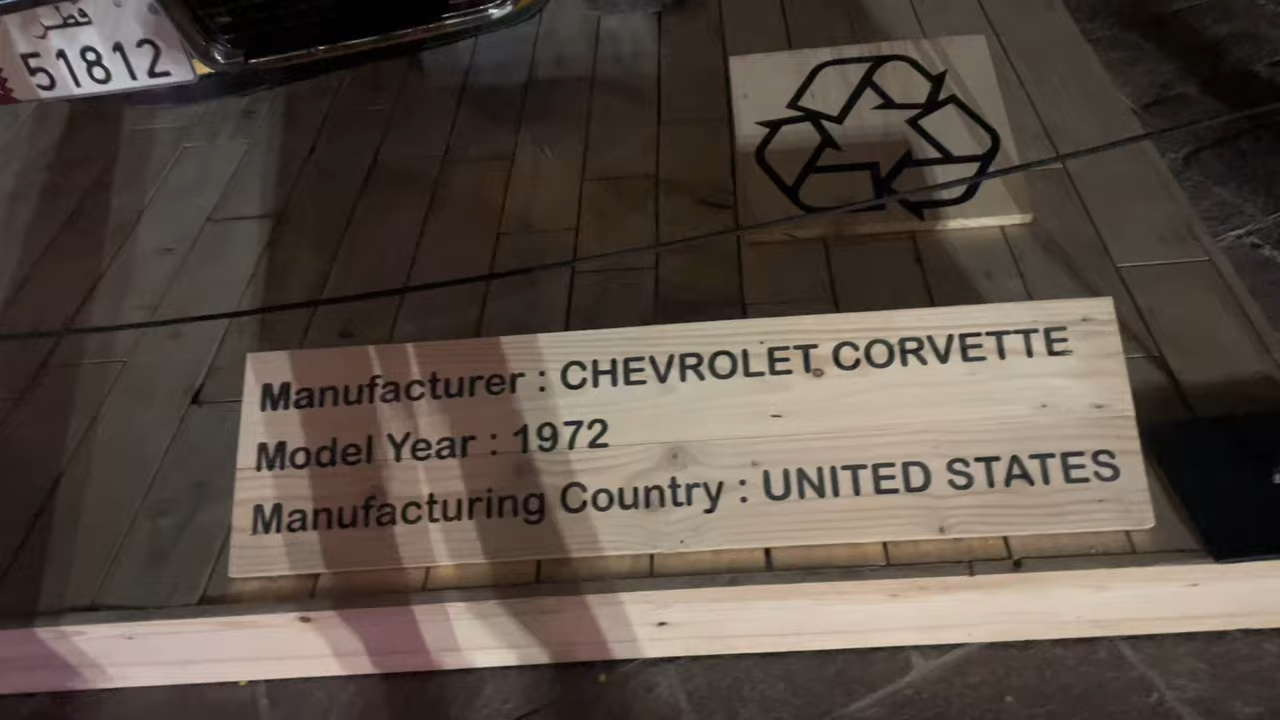 قطر
51812
Manufacturer : CHEVROLET CORVETTE
Model Year : 1972
Manufacturing Country : UNITED STATES